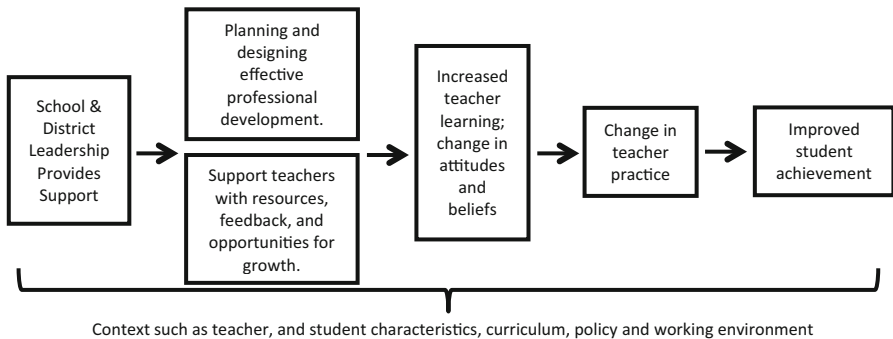 School &
District
Leadership
Provides
Support
Planning and
designing
effective
professional
development.
Support teachers
with resources,
feedback, and
opportunities for
growth.
Increased
teacher
learning;
change in
attitudes
and
beliefs
Change in
teacher
practice
Improved
student
achievement
Context such as teacher, and student characteristics, curriculum, policy and working environment